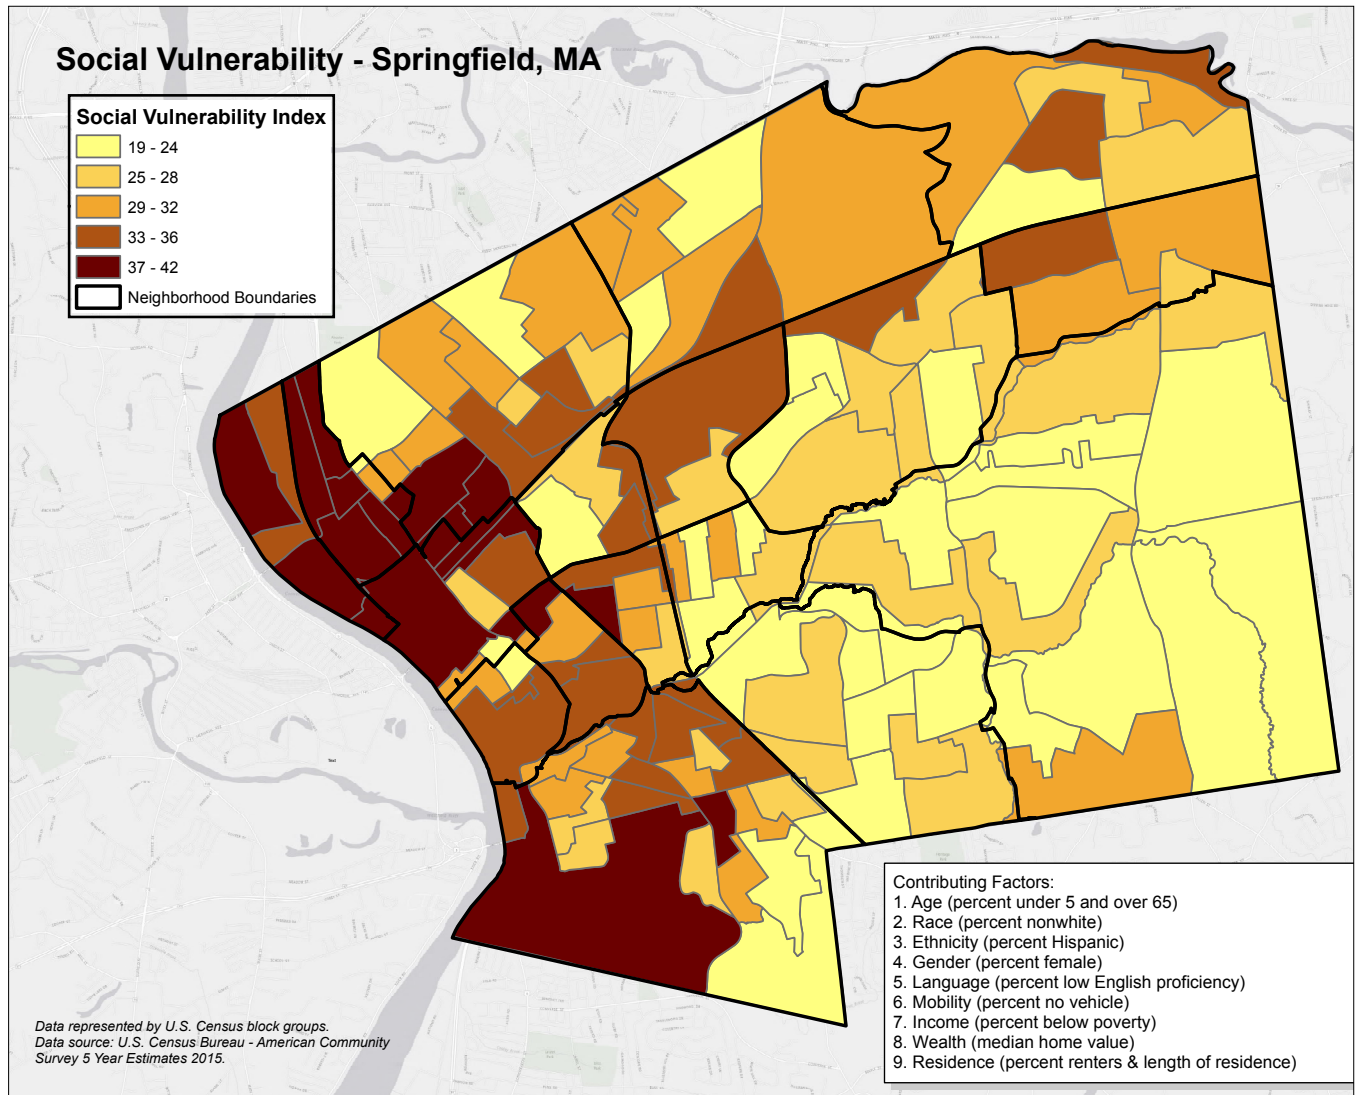 Social Vulnerability - Springfield, MA
Social Vulnerability Index
19 - 24
25 - 28
29 - 32
33 - 36
37 - 42
Neighborhood Boundaries
Text
Contributing Factors:
1. Age (percent under 5 and over 65)
2. Race (percent nonwhite)
3. Ethnicity (percent Hispanic)
4. Gender (percent female)
5. Language (percent low English proficiency)
6. Mobility (percent no vehicle)
7. Income (percent below poverty)
8. Wealth (median home value)
9. Residence (percent renters & length of residence)
Data represented by U.S. Census block groups.
Data source: U.S. Census Bureau - American Community
Survey 5 Year Estimates 2015.